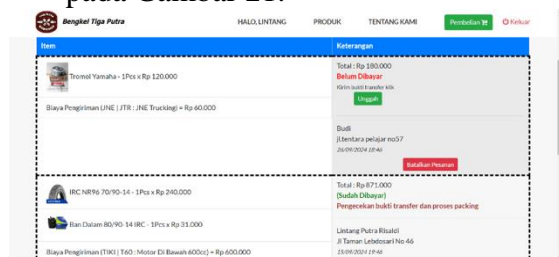 pada Gambar 21.
Bengkel Tiga Putra
HALO, LINTANG
PRODUK
TENTANG KAMI
Pembelian
Keluar
Item
Keterangan
Tromol Yamaha - 1Pcs x Rp 120.000
Biaya Pengiriman (JNE | JTR : JNE Trucking) = Rp 60.000
Total : Rp 180.000
Belum Dibayar
Kirim bukti transfer klik
Unggah
Budi
jl.bentara pelajar no57
26/09/2024 18:46
Batalkan Pesanan
IRC NR96 70/90-14 - 1Pcs x Rp 240.000
Ban Dalam 80/90-14 IRC - 1Pcs x Rp 31.000
Biaya Pengiriman (TIKI | T60 : Motor Di Bawah 600cc) = Rp 600.000
Total : Rp 871.000
(Sudah Dibayar)
Pengecekan bukti transfer dan proses packing
Lintang Putra Risaldi
Jl Taman Lebdosari No 46
15/09/2024 19:46